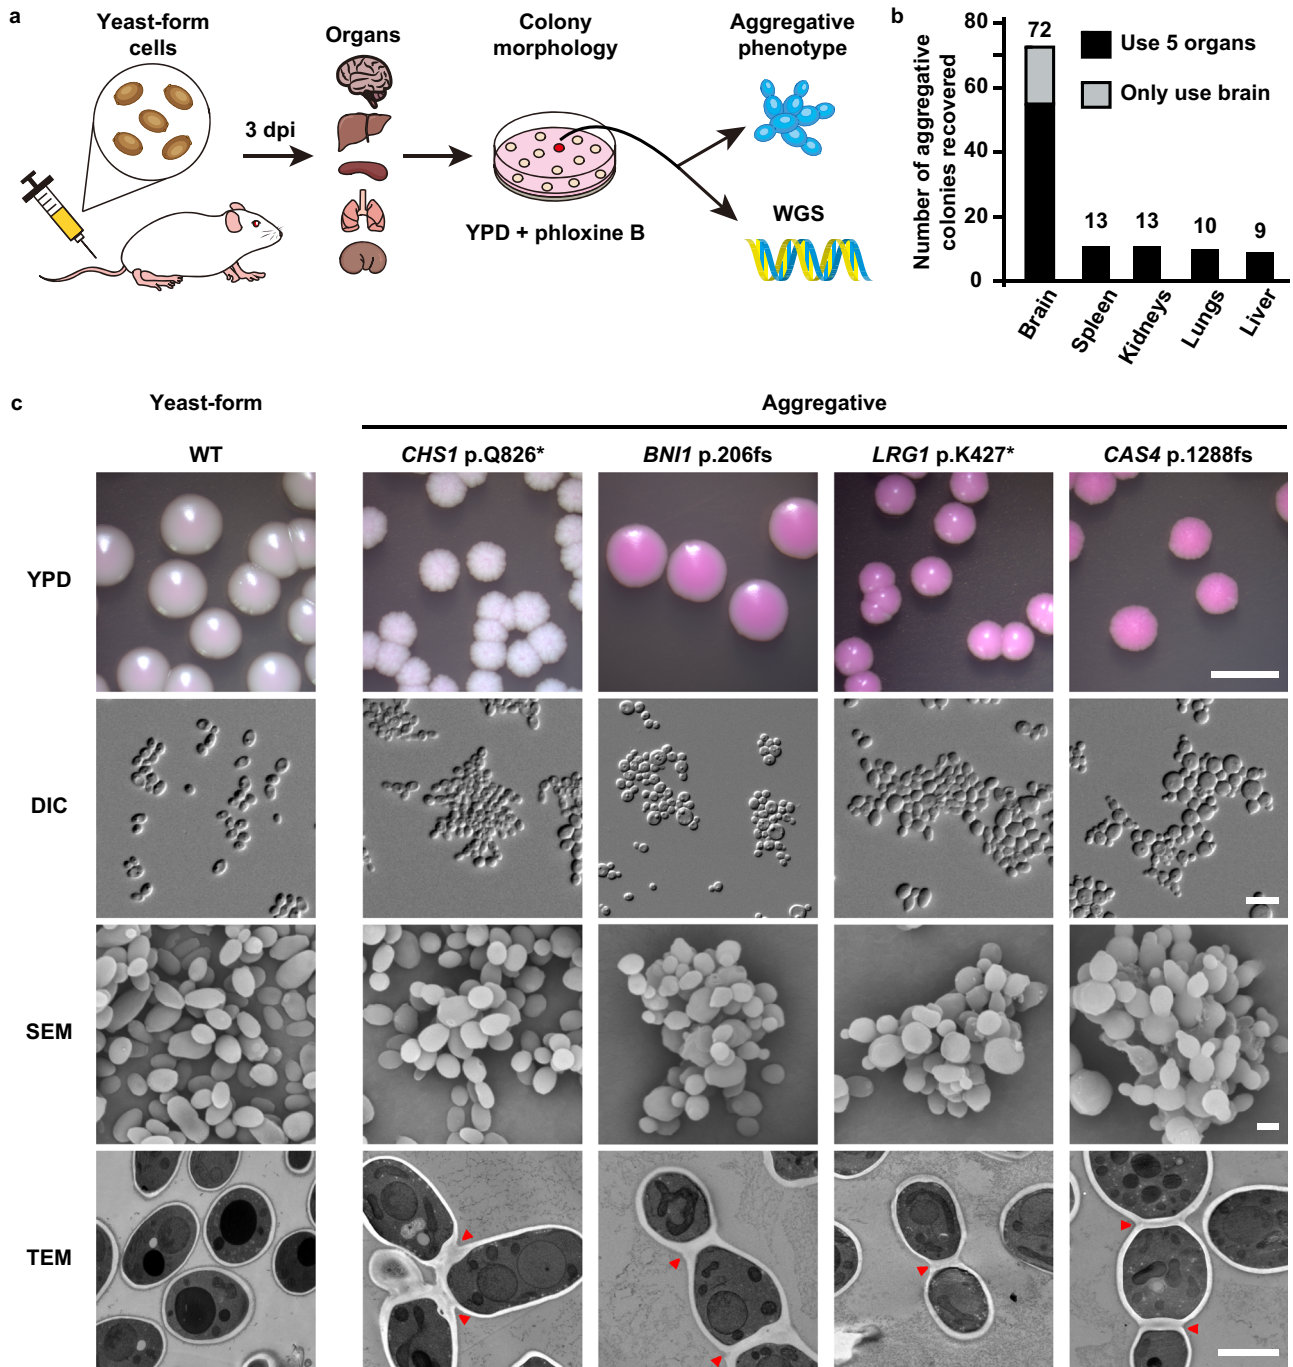 a
Yeast-form
cells
Organs
Colony
morphology
Aggregative
phenotype
3 dpi
YPD + phloxine B
WGS
b
Number of aggregative
colonies recovered
80
60
40
20
0
72
13
13
10
9
Use 5 organs
Only use brain
Brain
Spleen
Kidneys
Lungs
Liver
c
Yeast-form
Aggregative
WT
CHS1 p.Q826*
BNI1 p.206fs
LRG1 p.K427*
CAS4 p.1288fs
YPD
DIC
SEM
TEM